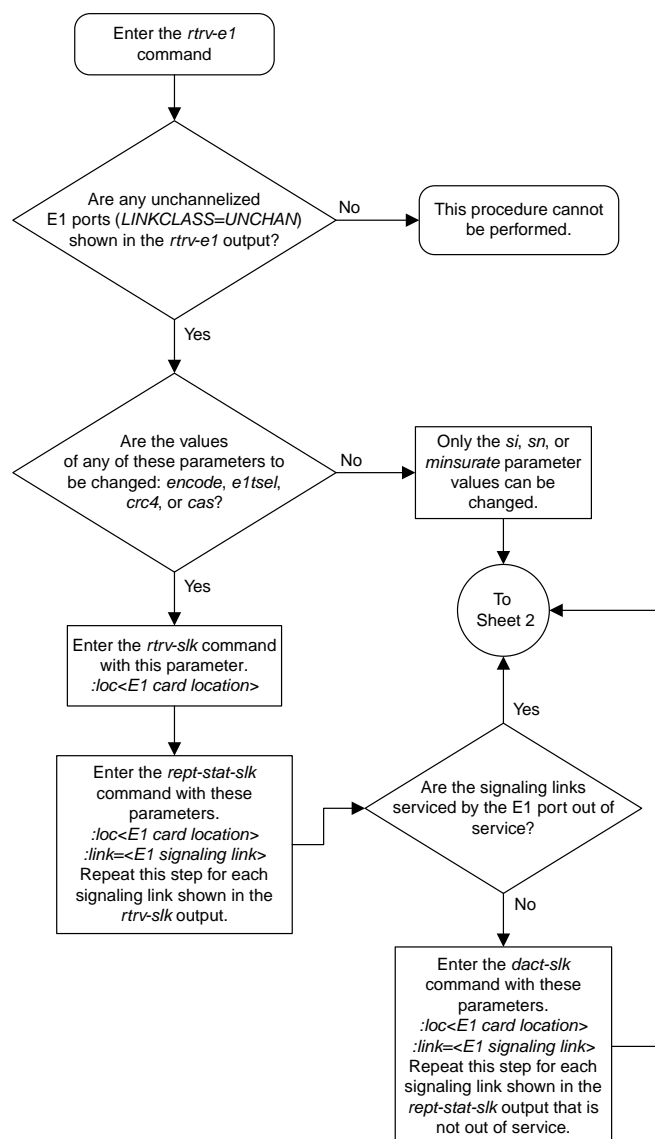 Enter the rtrv-e1
command
Are any unchannelized
E1 ports (LINKCLASS=UNCHAN)
shown in the rtrv-e1 output?
No
This procedure cannot
be performed.
Yes
Are the values
of any of these parameters to
be changed: encode, e1tsel,
crc4, or cas?
No
Only the si, sn, or
minsurate parameter
values can be
changed.
Yes
To
Sheet 2
Enter the rtrv-slk command
with this parameter.
:loc<E1 card location>
Yes
Enter the rept-stat-slk
command with these
parameters.
:loc<E1 card location>
:link=<E1 signaling link>
Repeat this step for each
signaling link shown in the
rtrv-slk output.
Are the signaling links
serviced by the E1 port out of
service?
No
Enter the dact-slk
command with these
parameters.
:loc<E1 card location>
:link=<E1 signaling link>
Repeat this step for each
signaling link shown in the
rept-stat-slk output that is
not out of service.